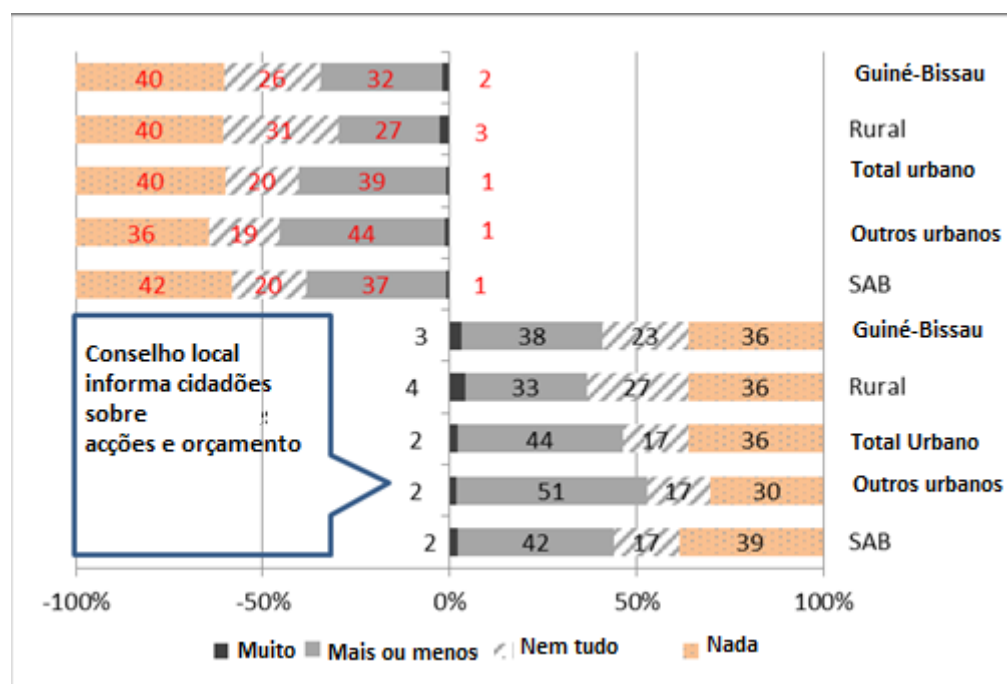 40 26 32 2 Guiné-Bissau
40 31 27 3 Rural
40 20 39 1 Total urbano
36 19 44 1 Outros urbanos
42 20 37 1 SAB
3 38 23 36 Guiné-Bissau
4 33 27 36 Rural
2 44 17 36 Total Urbano
2 51 17 30 Outros urbanos
2 42 17 39 SAB
Conselho local
informa cidadões
sobre
acções e orçamento
-100% -50% 0% 50% 100%
Muito Mais ou menos Nem tudo Nada